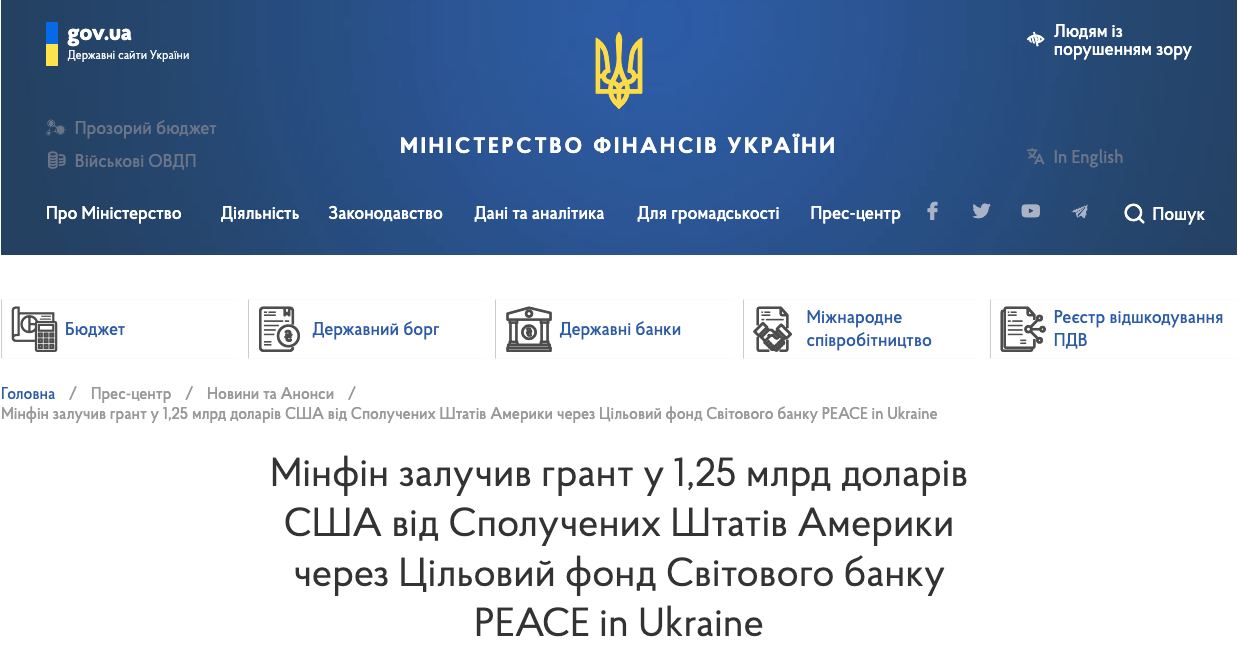 gov.ua
Державні сайти України
Людям із
порушенням зору
Прозорий бюджет
Військові ОВДП
МІНІСТЕРСТВО ФІНАНСІВ УКРАЇНИ
In English
Про Міністерство Діяльність Законодавство Дані та аналітика Для громадськості Прес-центр Пошук
Бюджет
Державний борг
Державні банки
Міжнародне
співробітництво
Реєстр відшкодування
ПДВ
Головна / Прес-центр / Новини та Анонси /
Мінфін залучив грант у 1,25 млрд доларів США від Сполучених Штатів Америки через Цільовий фонд Світового банку PEACE in Ukraine
Мінфін залучив грант у 1,25 млрд доларів
США від Сполучених Штатів Америки
через Цільовий фонд Світового банку
PEACE in Ukraine